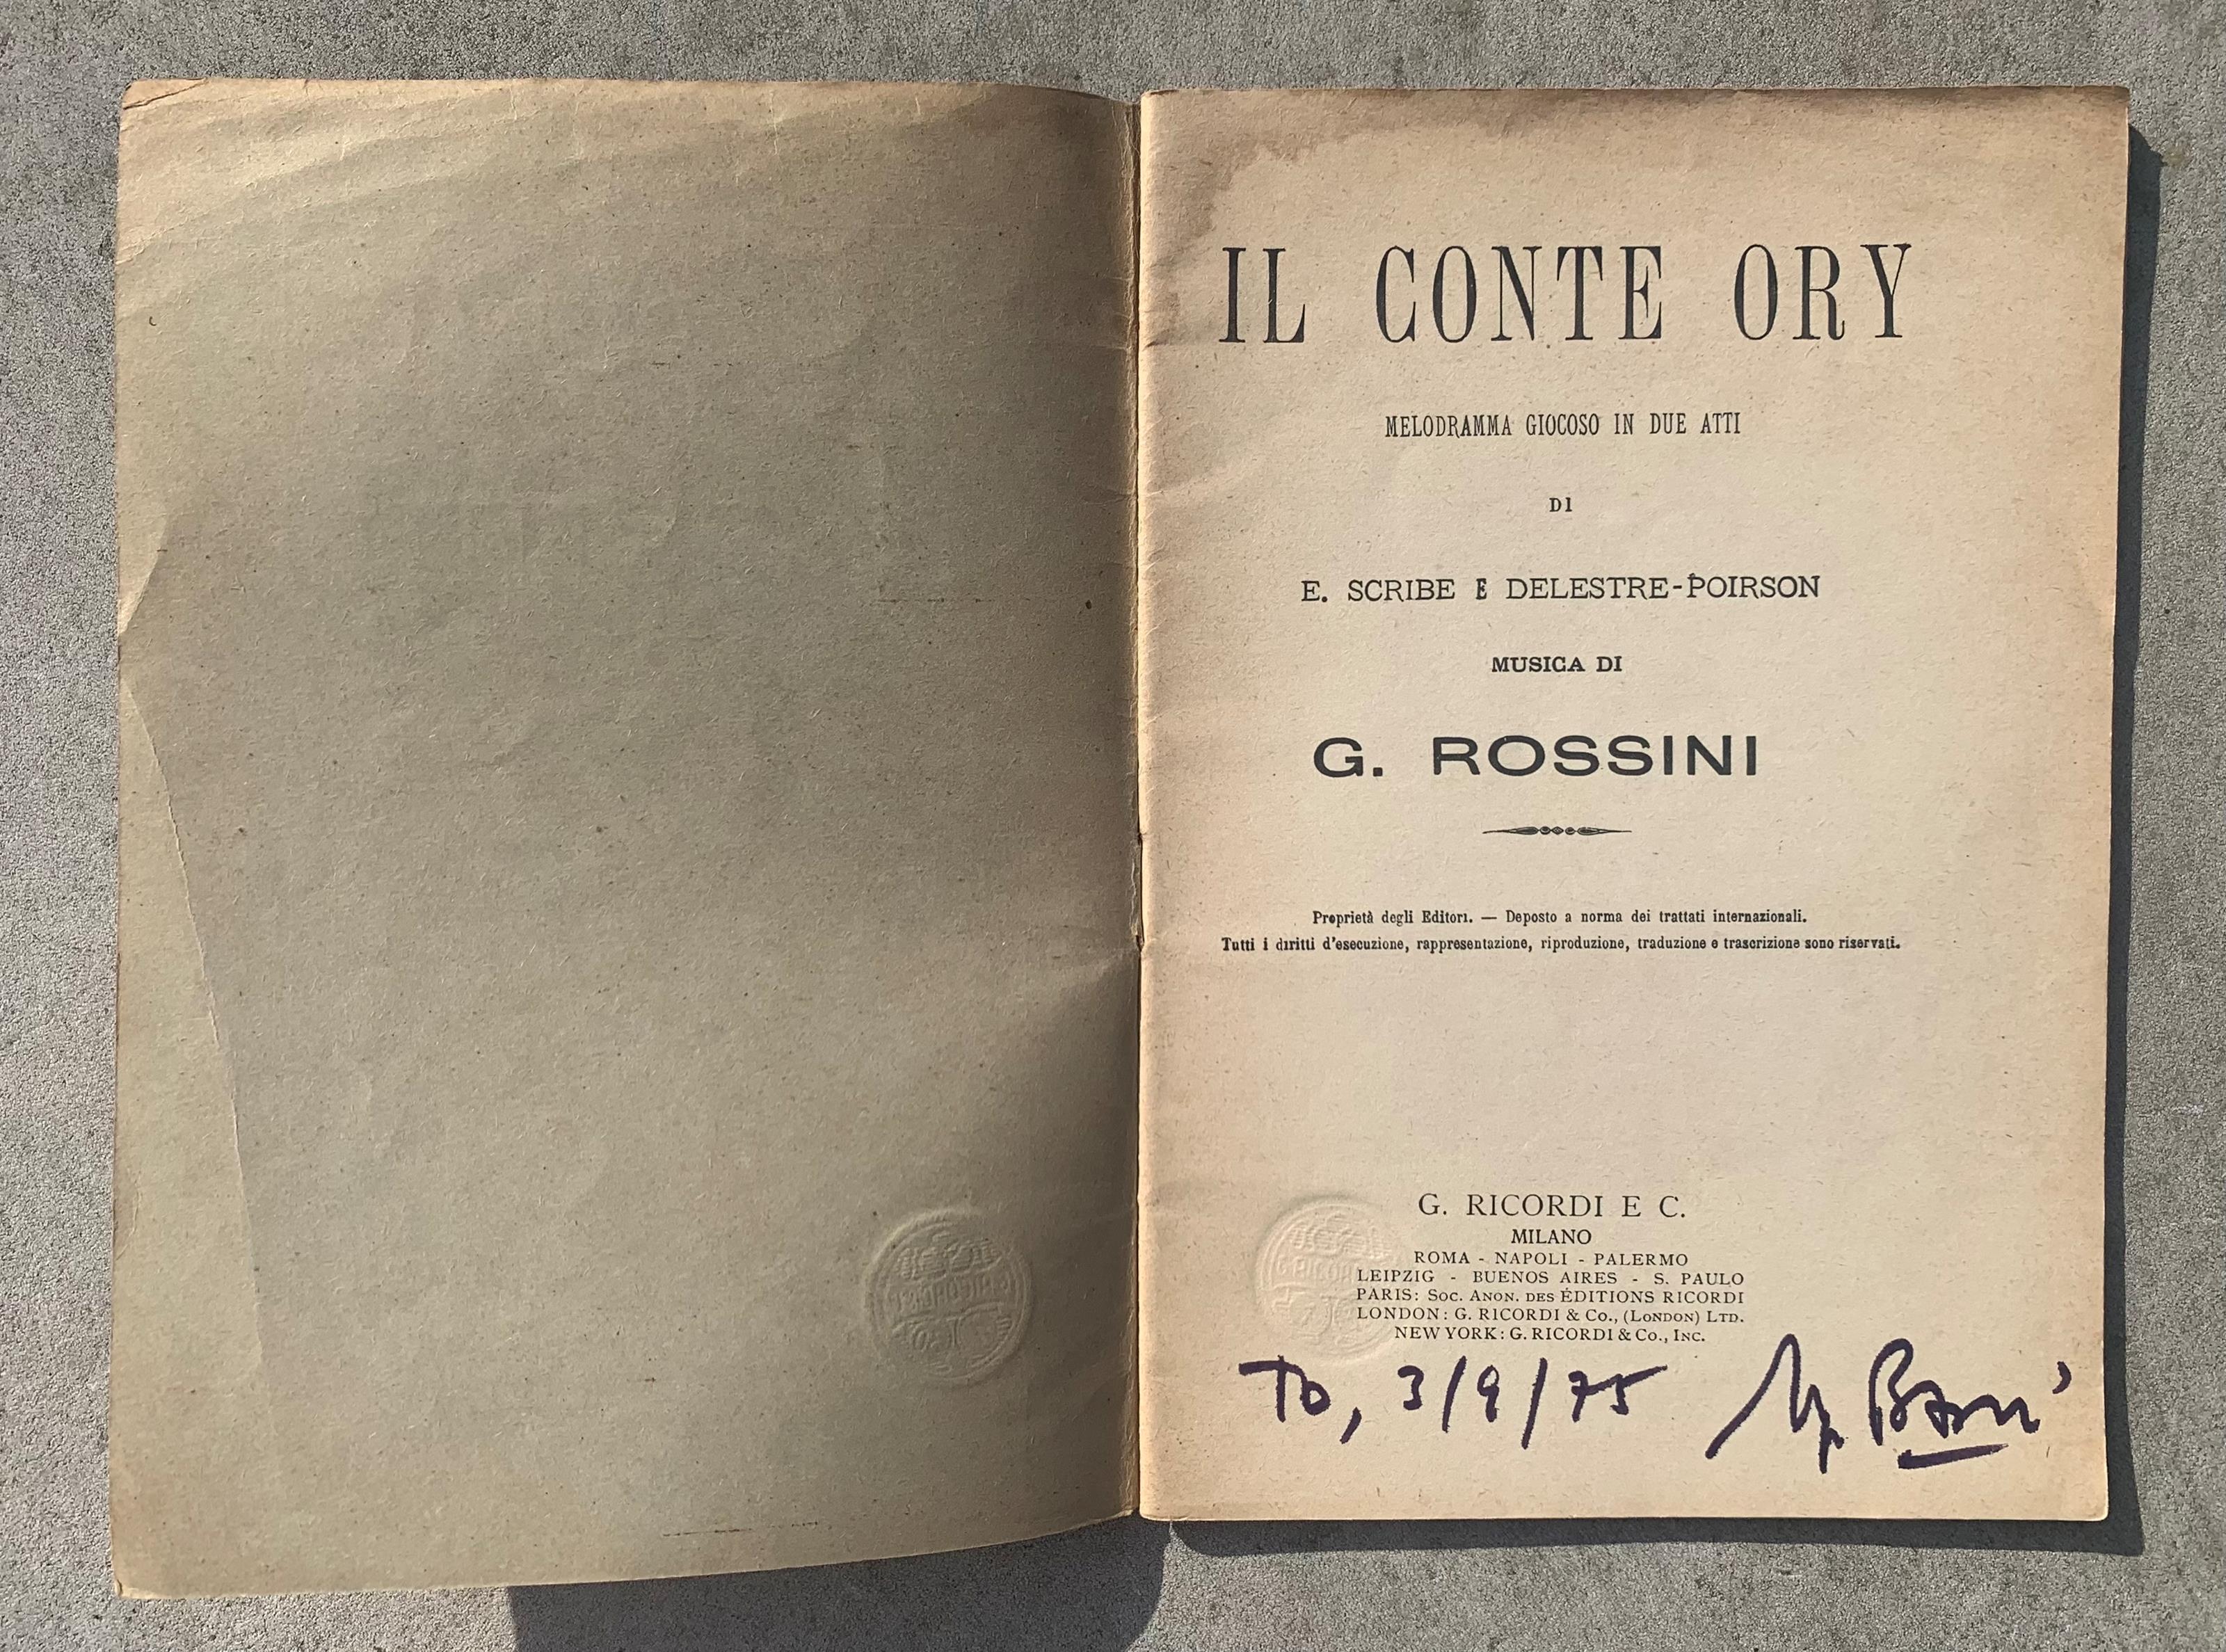 IL CONTE ORY
MELODRAMMA GIOCOSO IN DUE ATTI
DI
E. SCRIBE E DELESTRE-POIRSON
MUSICA DI
G. ROSSINI
Proprietà degli Editori. — Deposto a norma dei trattati internazionali.
Tutti i diritti d'esecuzione, rappresentazione, riproduzione, traduzione e trascrizione sono riservati.
G. RICORDI E C.
MILANO
ROMA - NAPOLI - PALERMO
LEIPZIG - BUENOS AIRES - S. PAULO
PARIS: Soc. Anon. des ÉDITIONS RICORDI
LONDON: G. RICORDI & Co., (London) Ltd.
NEW YORK: G. RICORDI & Co., Inc.
To, 3/9/75